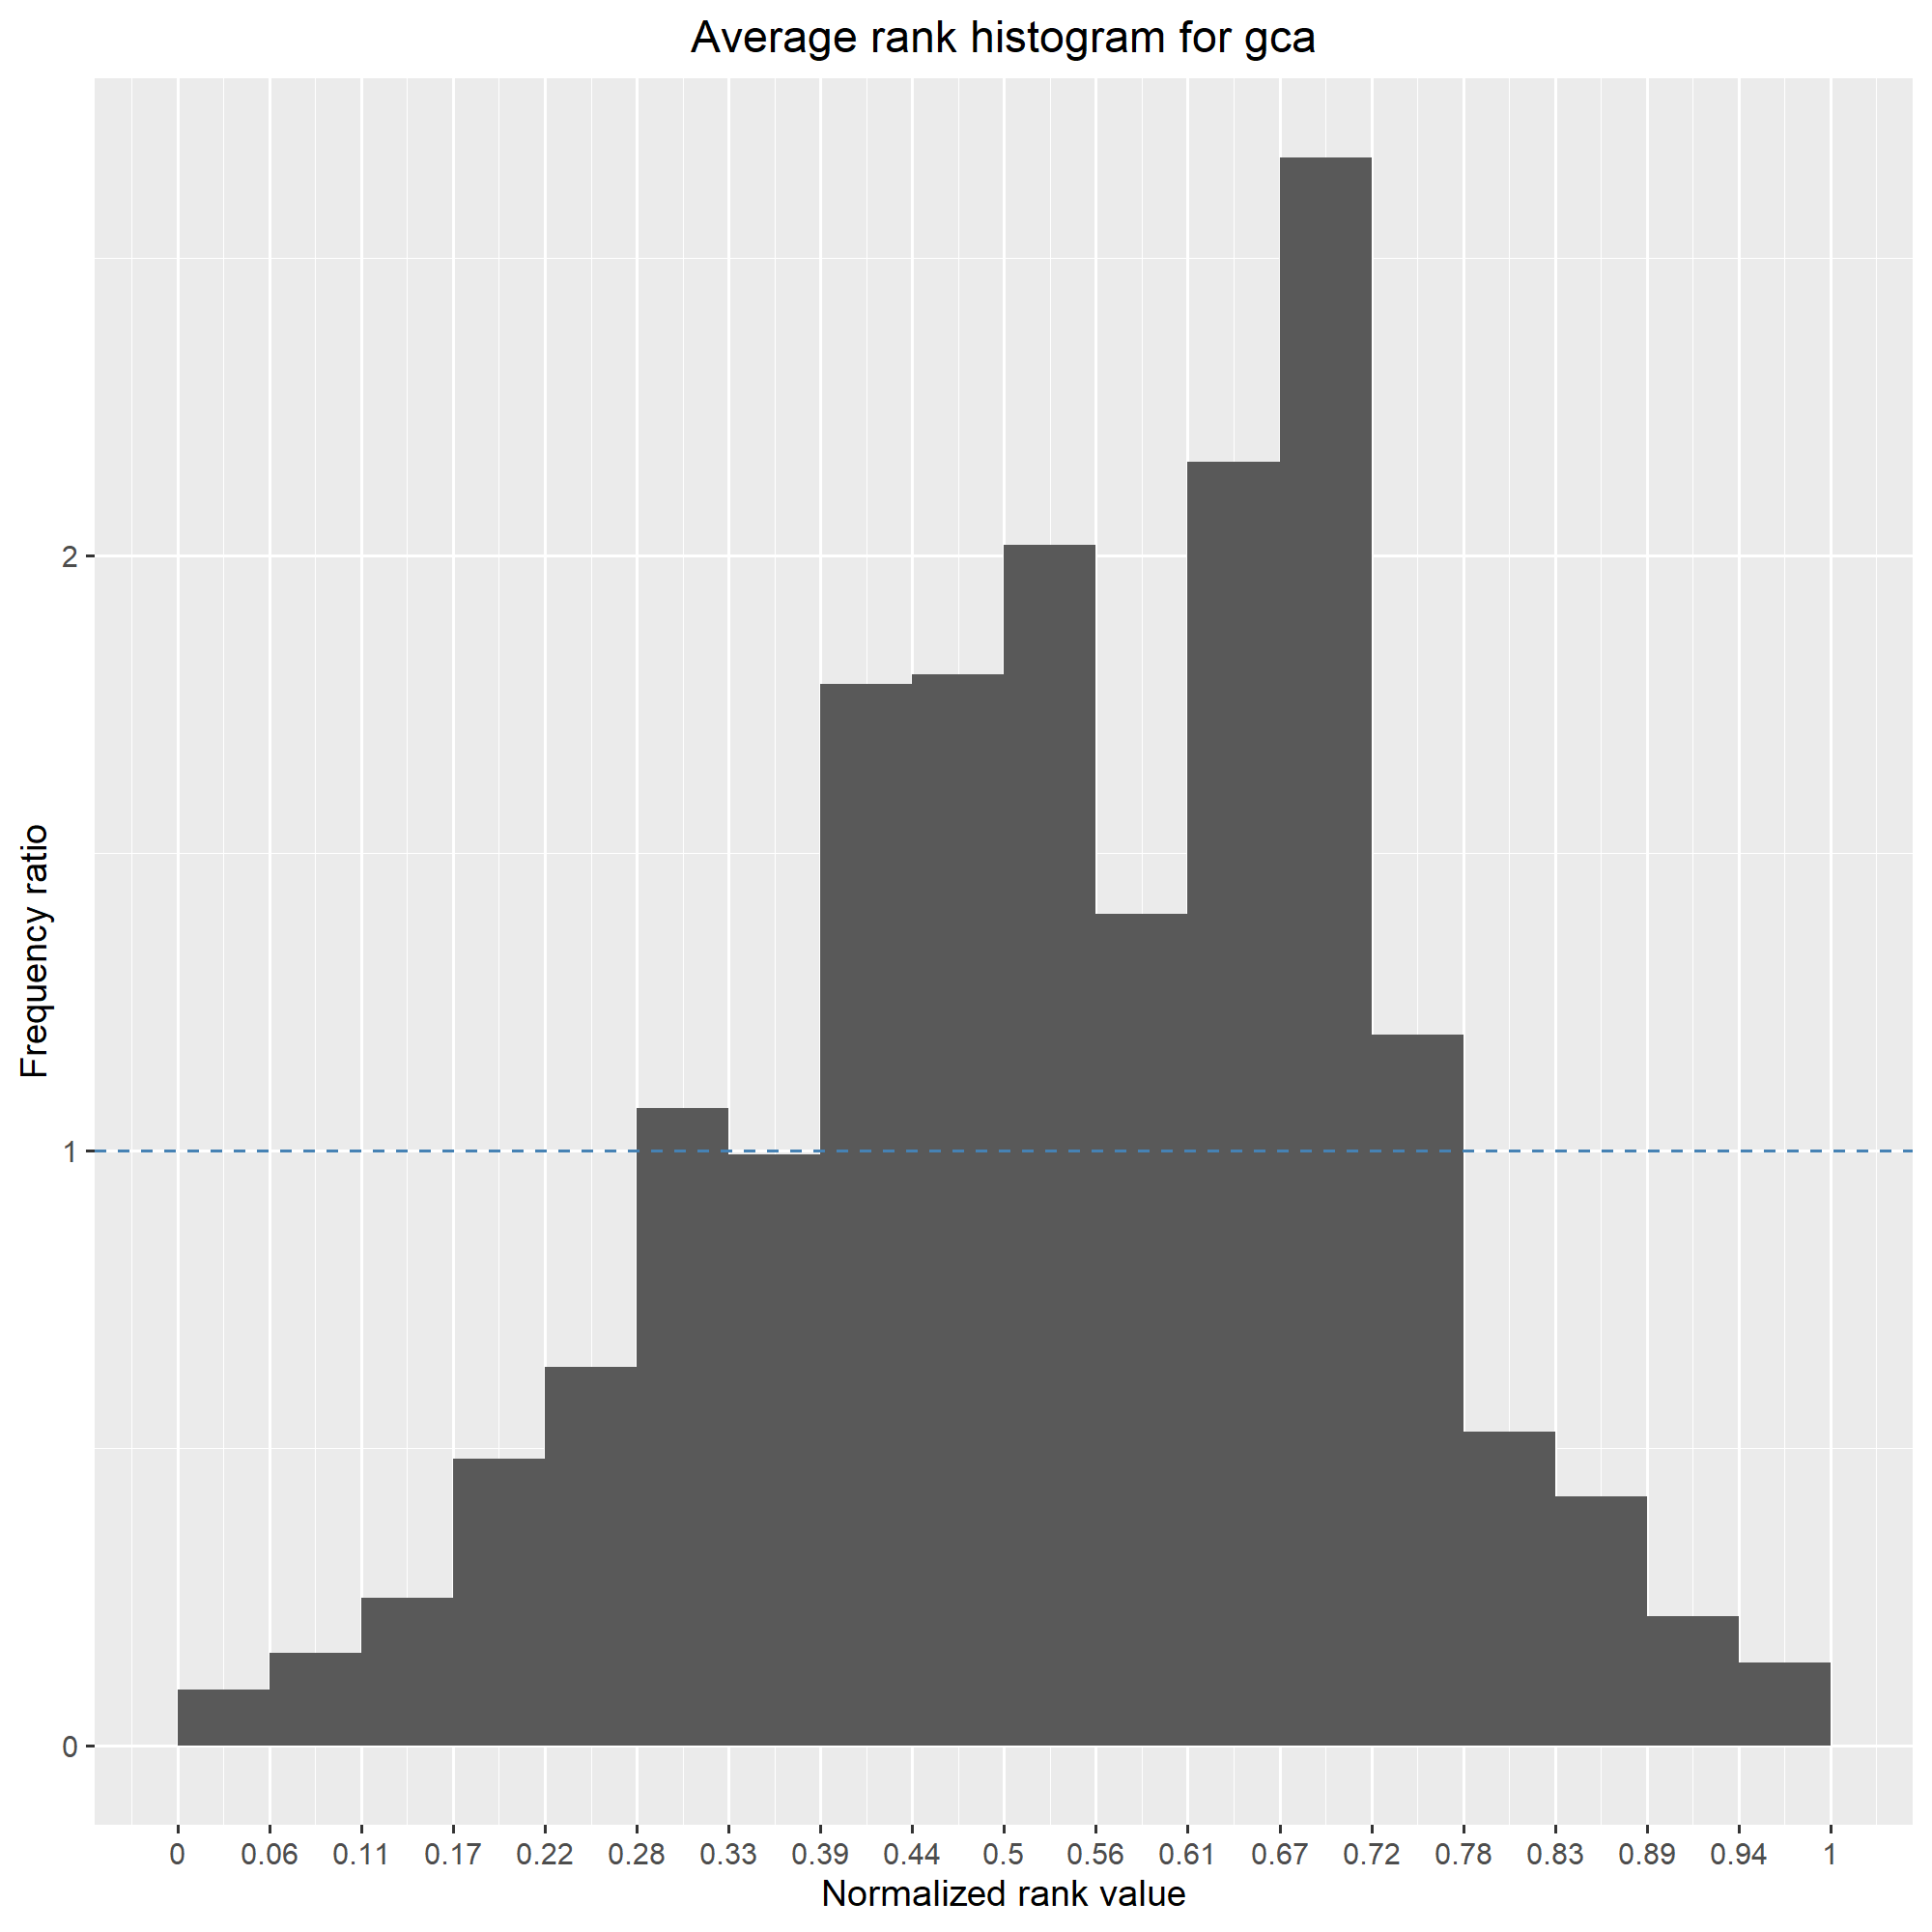 Average rank histogram for gca
Frequency ratio
2
1
0
0 0.06 0.11 0.17 0.22 0.28 0.33 0.39 0.44 0.5 0.56 0.61 0.67 0.72 0.78 0.83 0.89 0.94 1
Normalized rank value